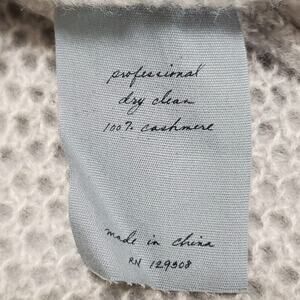 professional
dry clean
100% cashmere
made in china
RN 129308